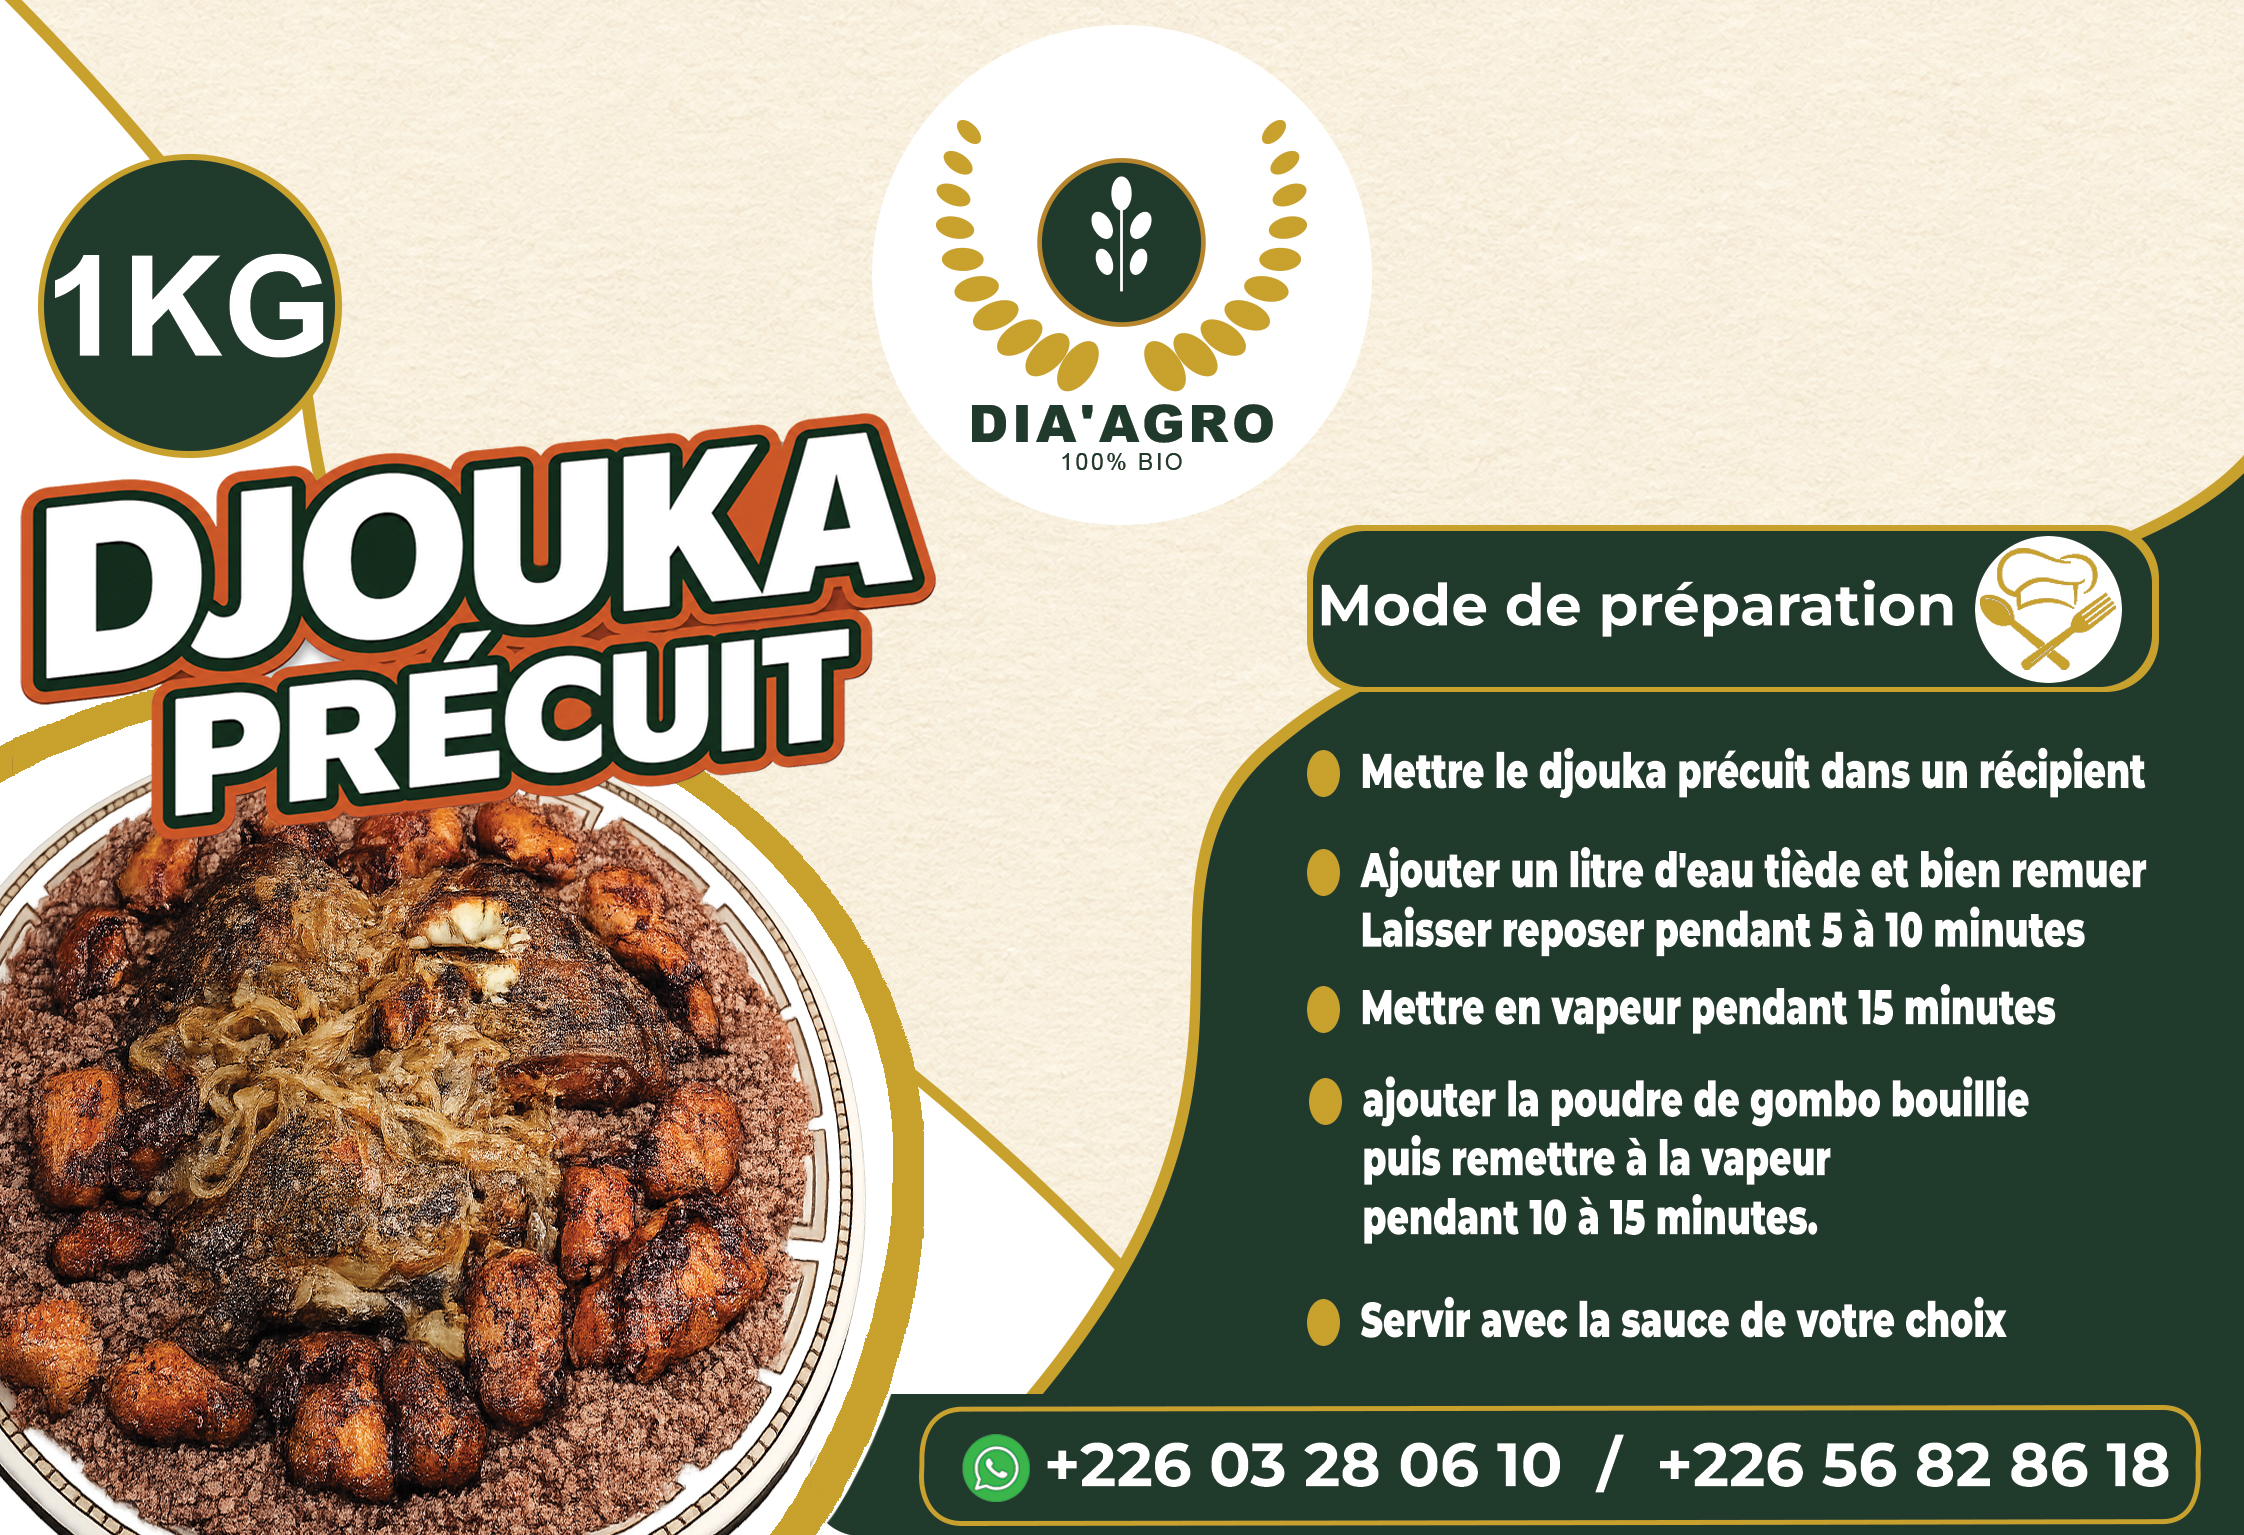 1KG
DJOUKA
PRÉCUIT
DIA'AGRO
100% BIO
Mode de préparation
Mettre le djouka précuit dans un récipient
Ajouter un litre d'eau tiède et bien remuer
Laisser reposer pendant 5 à 10 minutes
Mettre en vapeur pendant 15 minutes
ajouter la poudre de gombo bouillie
puis remettre à la vapeur
pendant 10 à 15 minutes.
Servir avec la sauce de votre choix
+226 03 28 06 10 / +226 56 82 86 18